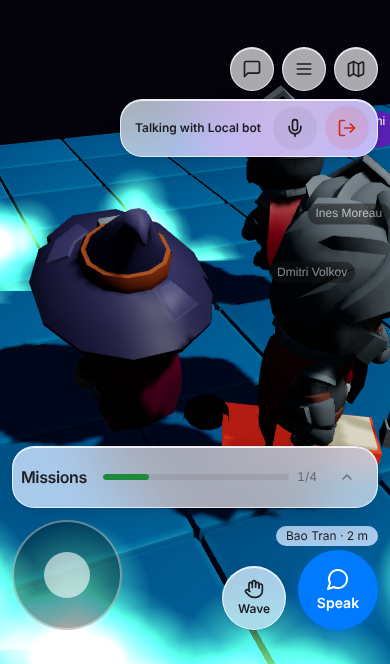 Talking with Local bot
Ines Moreau
Dmitri Volkov
Missions
1/4
Bao Tran · 2 m
Wave
Speak